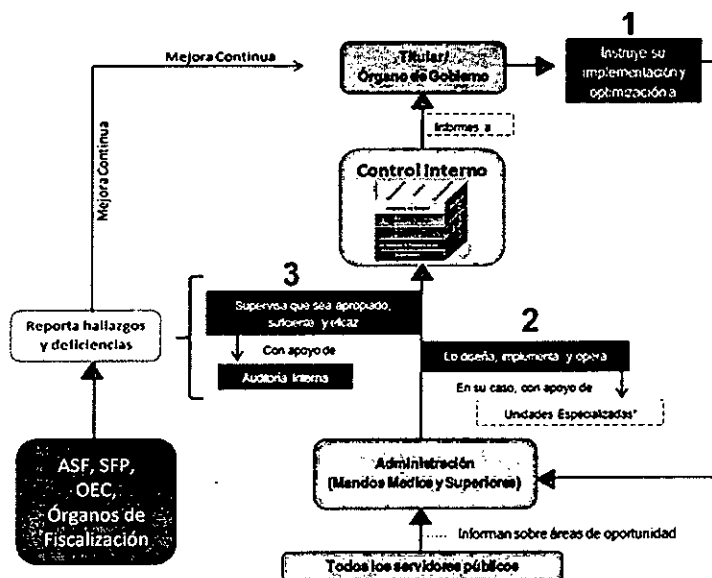 1
Mejora Continua
Titular/
Órgano de Gobierno
Instruye su
implementación y
optimización a
Informes a
Control Interno
Mejora Continua
3
Supervisa que sea apropiado,
suficiente y eficaz
Con apoyo de
Auditoría Interna
Reporta hallazgos
y deficiencias
2
Lo diseña, implementa y opera
En su caso, con apoyo de
Unidades Especializadas*
ASF, SFP,
OEC,
Órganos de
Fiscalización
Administración
(Mandos Medios y Superiores)
Informan sobre áreas de oportunidad
Todos los servidores públicos